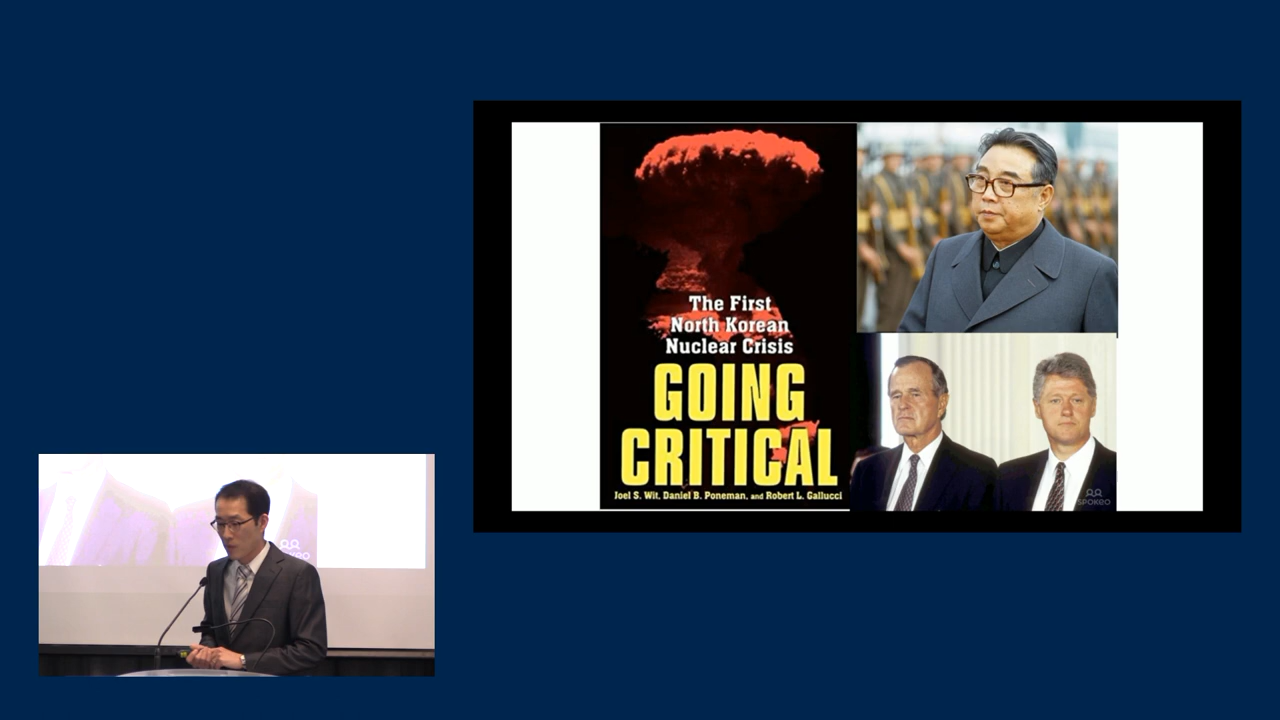 The First
North Korean
Nuclear Crisis
GOING
CRITICAL
Joel S. Wit, Daniel B. Poneman, and Robert L. Gallucci
SPOKEO